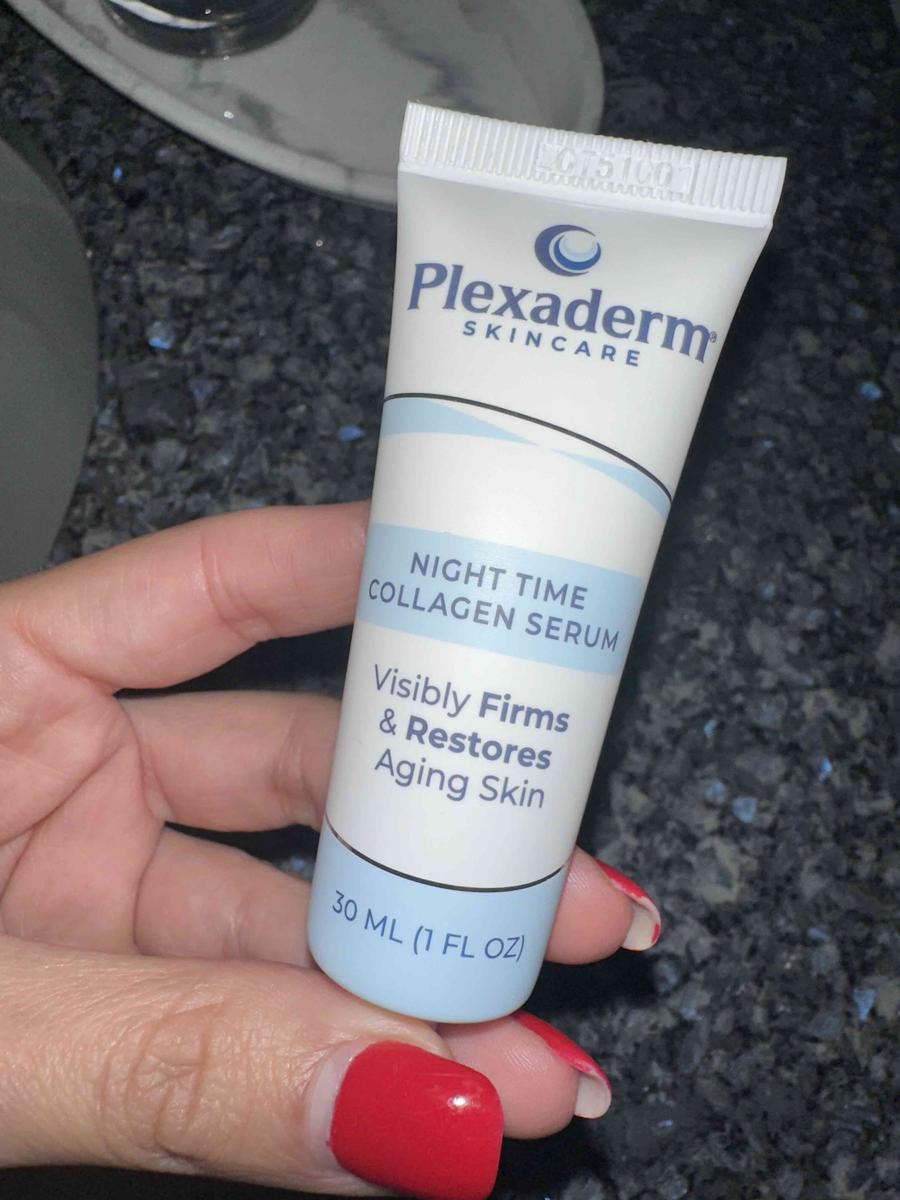 Plexaderm®
SKINCARE
NIGHT TIME
COLLAGEN SERUM
Visibly Firms
& Restores
Aging Skin
30 ML (1 FL OZ)